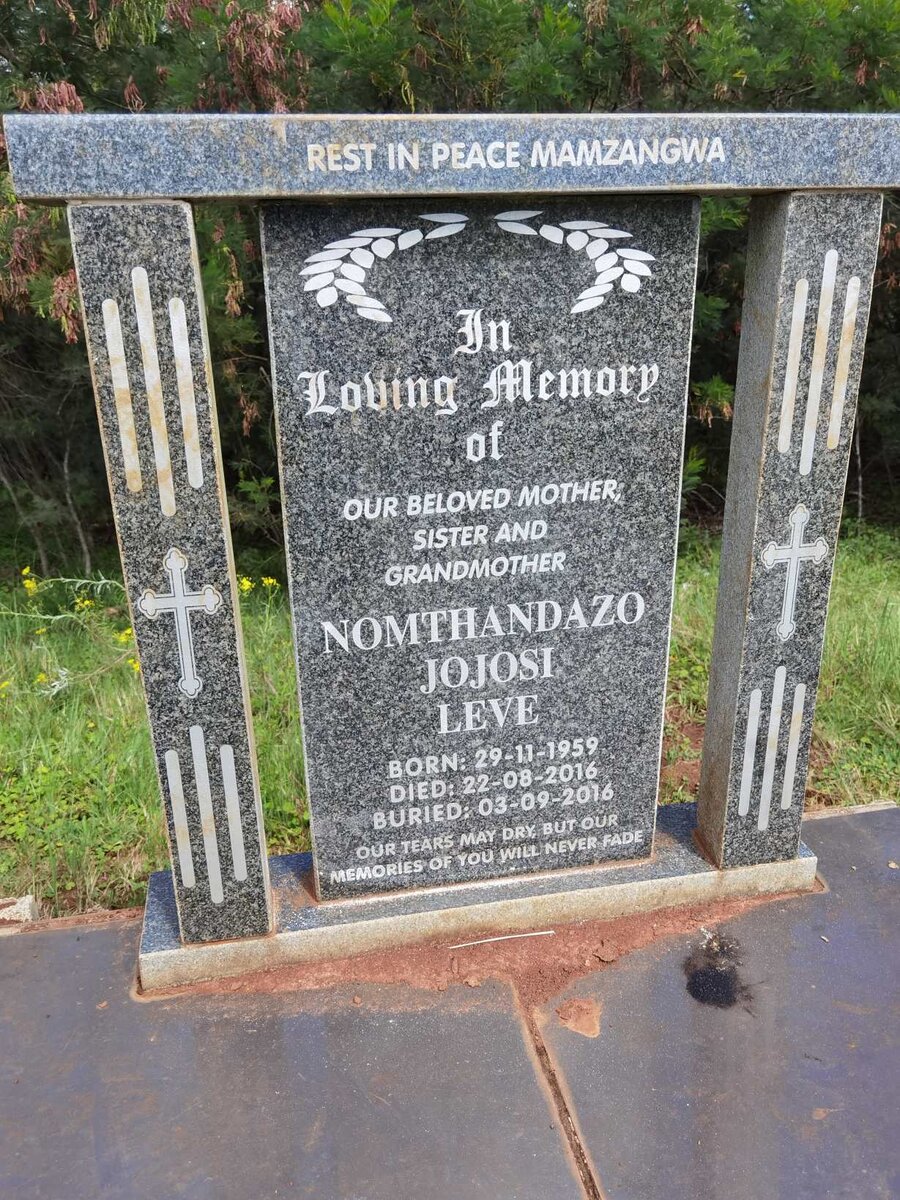 REST IN PEACE MAMZANGWA
In
Loving Memory
of
OUR BELOVED MOTHER,
SISTER AND
GRANDMOTHER
NOMTHANDAZO
JOJOSI
LEVE
BORN: 29-11-1959
DIED: 22-08-2016
BURIED: 03-09-2016
OUR TEARS MAY DRY, BUT OUR
MEMORIES OF YOU WILL NEVER FADE